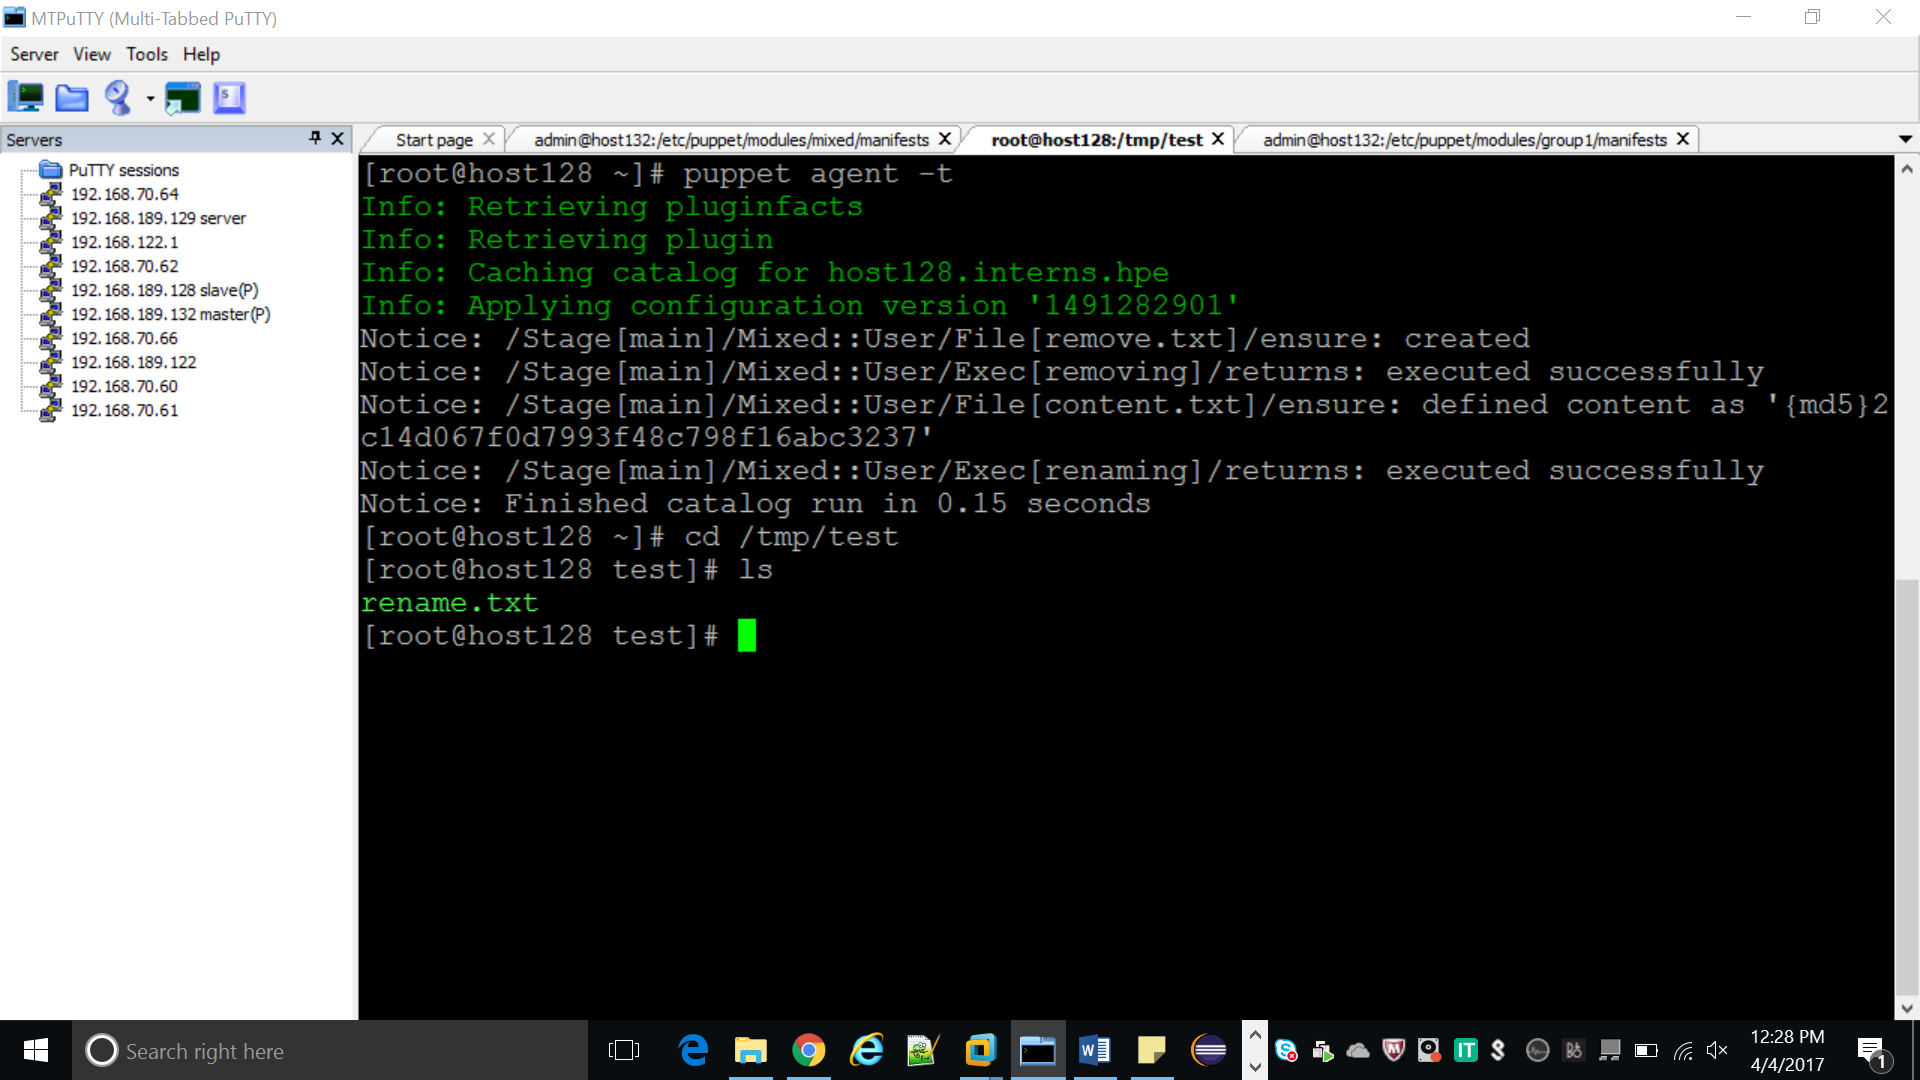 MTPuTTY (Multi-Tabbed PuTTY)
Server View Tools Help
Servers
PuTTY sessions
192.168.70.64
192.168.189.129 server
192.168.122.1
192.168.70.62
192.168.189.128 slave(P)
192.168.189.132 master(P)
192.168.70.66
192.168.189.122
192.168.70.60
192.168.70.61
Start page
admin@host132:/etc/puppet/modules/mixed/manifests
root@host128:/tmp/test
admin@host132:/etc/puppet/modules/group1/manifests
[root@host128 ~]# puppet agent -t
Info: Retrieving pluginfacts
Info: Retrieving plugin
Info: Caching catalog for host128.interns.hpe
Info: Applying configuration version '1491282901'
Notice: /Stage[main]/Mixed::User/File[remove.txt]/ensure: created
Notice: /Stage[main]/Mixed::User/Exec[removing]/returns: executed successfully
Notice: /Stage[main]/Mixed::User/File[content.txt]/ensure: defined content as '{md5}2
c14d067f0d7993f48c798f16abc3237'
Notice: /Stage[main]/Mixed::User/Exec[renaming]/returns: executed successfully
Notice: Finished catalog run in 0.15 seconds
[root@host128 ~]# cd /tmp/test
[root@host128 test]# ls
rename.txt
[root@host128 test]#
Search right here
12:28 PM
4/4/2017
1